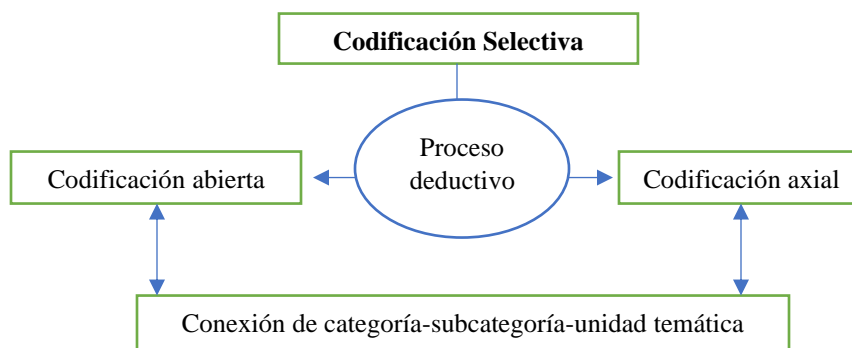 Codificación Selectiva
Proceso
deductivo
Codificación abierta
Codificación axial
Conexión de categoría-subcategoría-unidad temática